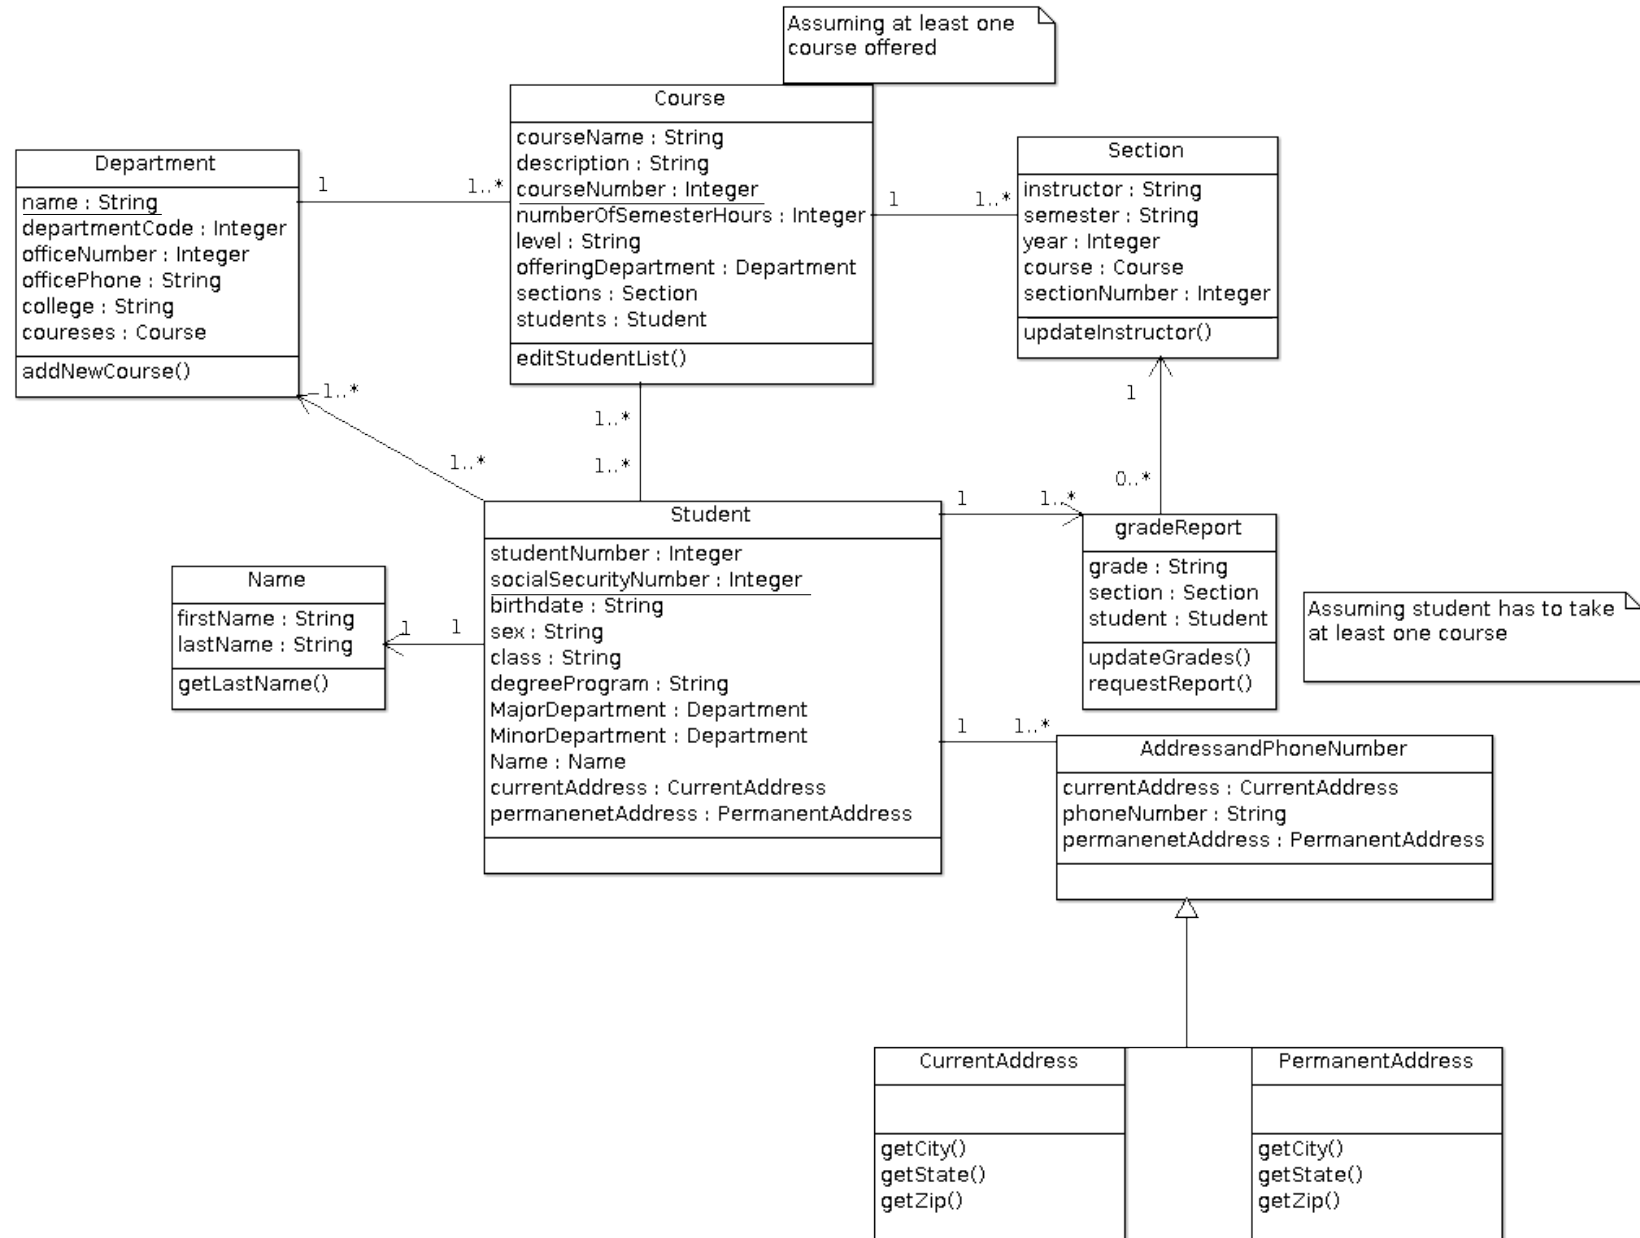 Assuming at least one
course offered
Course
courseName : String
description : String
courseNumber : Integer
numberOfSemesterHours : Integer
level : String
offeringDepartment : Department
sections : Section
students : Student
editStudentList()
Department
name : String
departmentCode : Integer
officeNumber : Integer
officePhone : String
college : String
coureses : Course
addNewCourse()
1
1..*
Section
instructor : String
semester : String
year : Integer
course : Course
sectionNumber : Integer
updateInstructor()
1
1..*
1..*
1..*
1..*
1..*
1
0..*
Student
studentNumber : Integer
socialSecurityNumber : Integer
birthdate : String
sex : String
class : String
degreeProgram : String
MajorDepartment : Department
MinorDepartment : Department
Name : Name
currentAddress : CurrentAddress
permanenetAddress : PermanentAddress
1
1..*
gradeReport
grade : String
section : Section
student : Student
updateGrades()
requestReport()
Name
firstName : String
lastName : String
getLastName()
1
1
Assuming student has to take
at least one course
1
1..*
AddressandPhoneNumber
currentAddress : CurrentAddress
phoneNumber : String
permanenetAddress : PermanentAddress
CurrentAddress
getCity()
getState()
getZip()
PermanentAddress
getCity()
getState()
getZip()